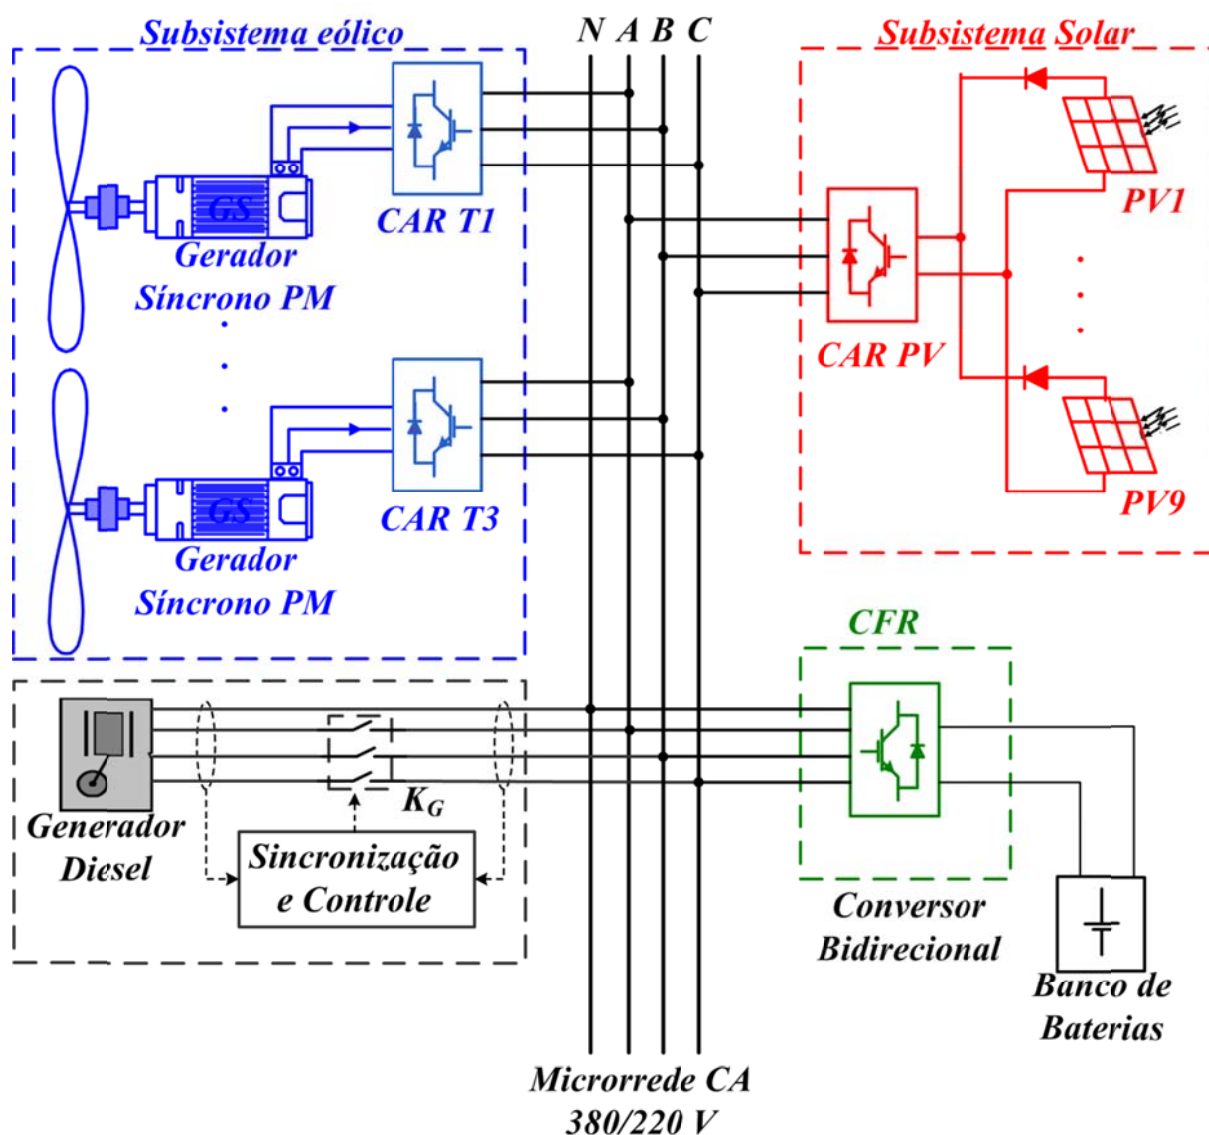 Subsistema eólico
N A B C
Subsistema Solar
GS
CAR T1
Gerador
Síncrono PM
PV1
CAR PV
GS
CAR T3
Gerador
Síncrono PM
PV9
CFR
Generador
Diesel
KG
Sincronização
e Controle
Conversor
Bidirecional
Banco de
Baterias
Microrrede CA
380/220 V